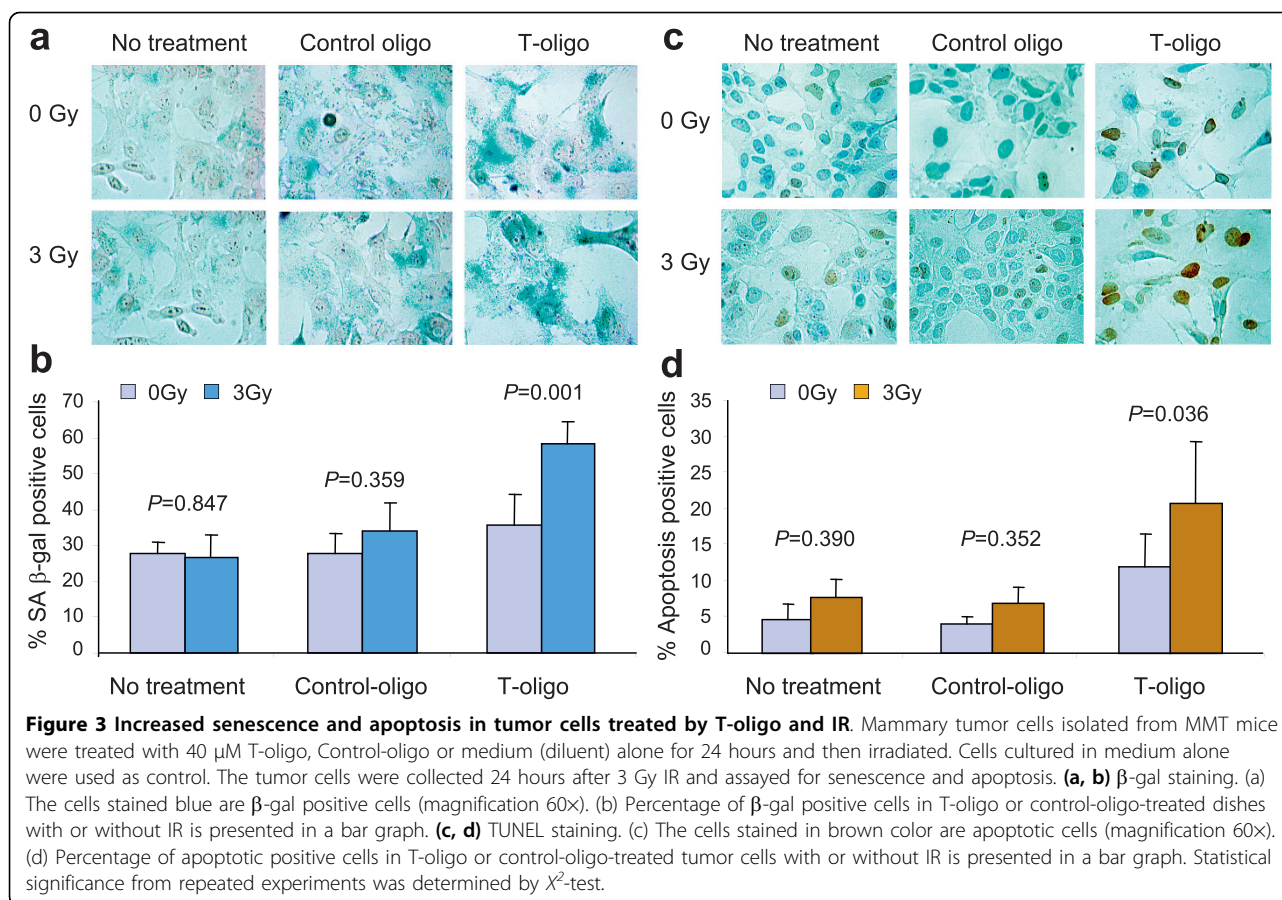 a
No treatment Control oligo T-oligo
0 Gy
3 Gy
b
0Gy 3Gy
% SA β-gal positive cells
70
60
50
40
30
20
10
0
P=0.847
P=0.359
P=0.001
No treatment Control-oligo T-oligo
c
No treatment Control oligo T-oligo
0 Gy
3 Gy
d
0Gy 3Gy
% Apoptosis positive cells
35
30
25
20
15
10
5
0
P=0.390
P=0.352
P=0.036
No treatment Control-oligo T-oligo
Figure 3 Increased senescence and apoptosis in tumor cells treated by T-oligo and IR. Mammary tumor cells isolated from MMT mice
were treated with 40 μM T-oligo, Control-oligo or medium (diluent) alone for 24 hours and then irradiated. Cells cultured in medium alone
were used as control. The tumor cells were collected 24 hours after 3 Gy IR and assayed for senescence and apoptosis. (a, b) β-gal staining. (a)
The cells stained blue are β-gal positive cells (magnification 60×). (b) Percentage of β-gal positive cells in T-oligo or control-oligo-treated dishes
with or without IR is presented in a bar graph. (c, d) TUNEL staining. (c) The cells stained in brown color are apoptotic cells (magnification 60×).
(d) Percentage of apoptotic positive cells in T-oligo or control-oligo-treated tumor cells with or without IR is presented in a bar graph. Statistical
significance from repeated experiments was determined by X²-test.